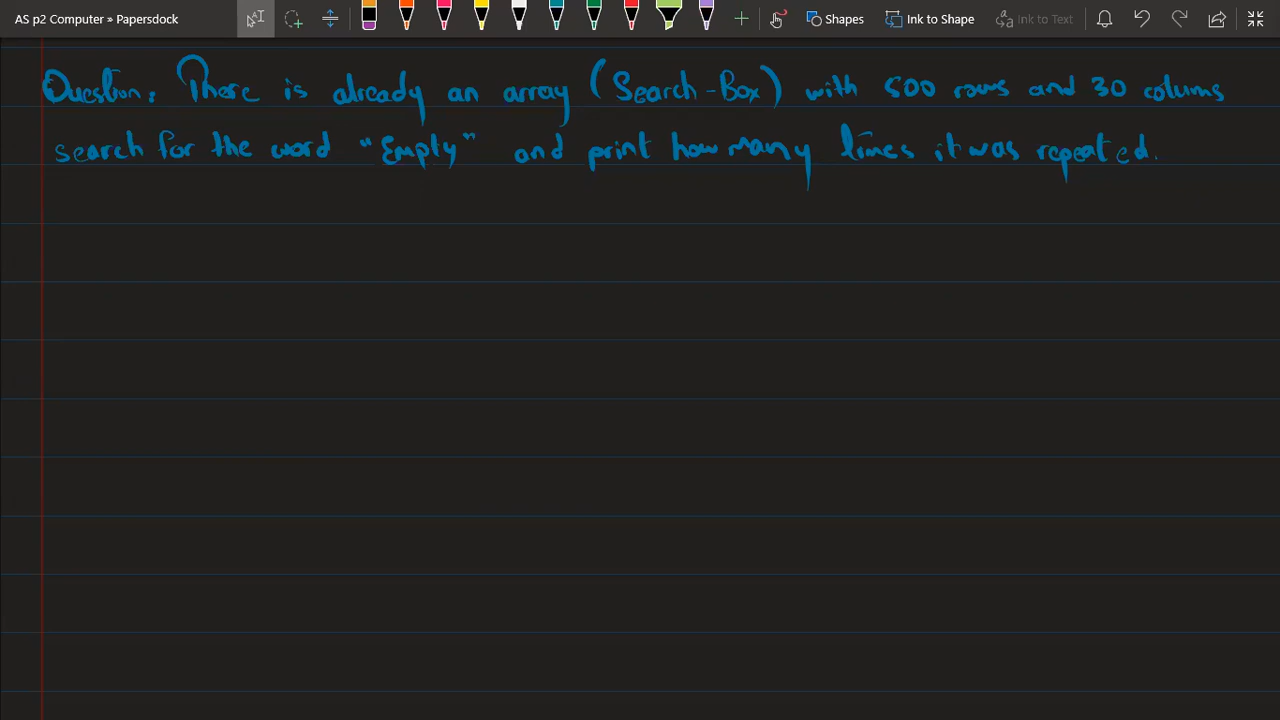 AS p2 Computer » Papersdock
Shapes
Ink to Shape
Ink to Text
Question: There is already an array (Search-Box) with 500 rows and 30 colums
search for the word "Empty" and print how many times it was repeated.